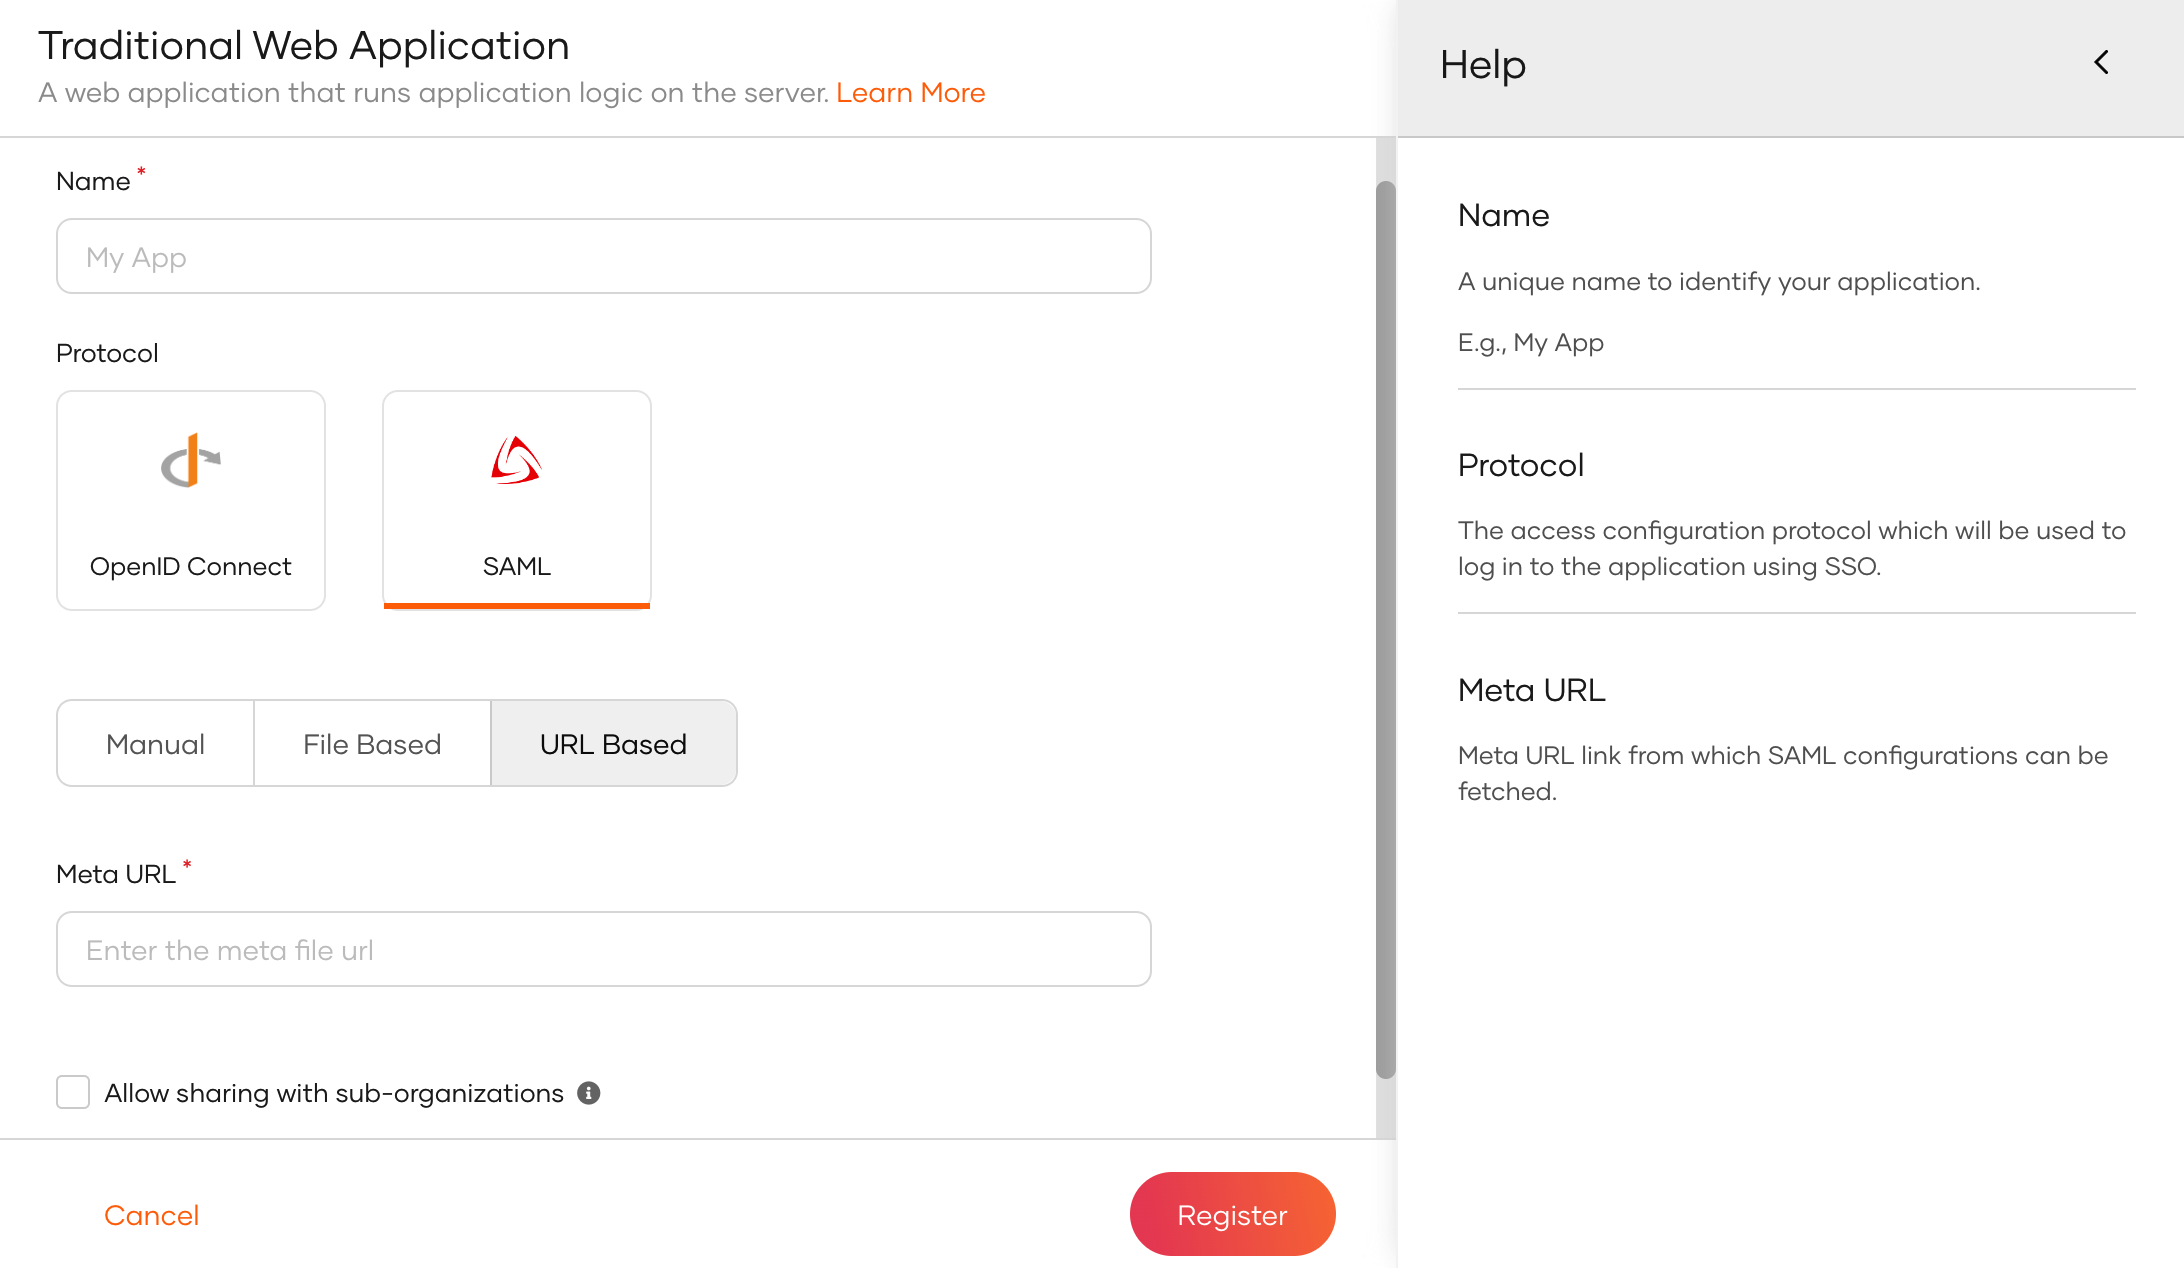 Traditional Web Application
A web application that runs application logic on the server. Learn More
Name *
My App
Protocol
OpenID Connect
SAML
Manual
File Based
URL Based
Meta URL *
Enter the meta file url
Allow sharing with sub-organizations
Cancel
Register
Help
Name
A unique name to identify your application.
E.g., My App
Protocol
The access configuration protocol which will be used to
log in to the application using SSO.
Meta URL
Meta URL link from which SAML configurations can be
fetched.